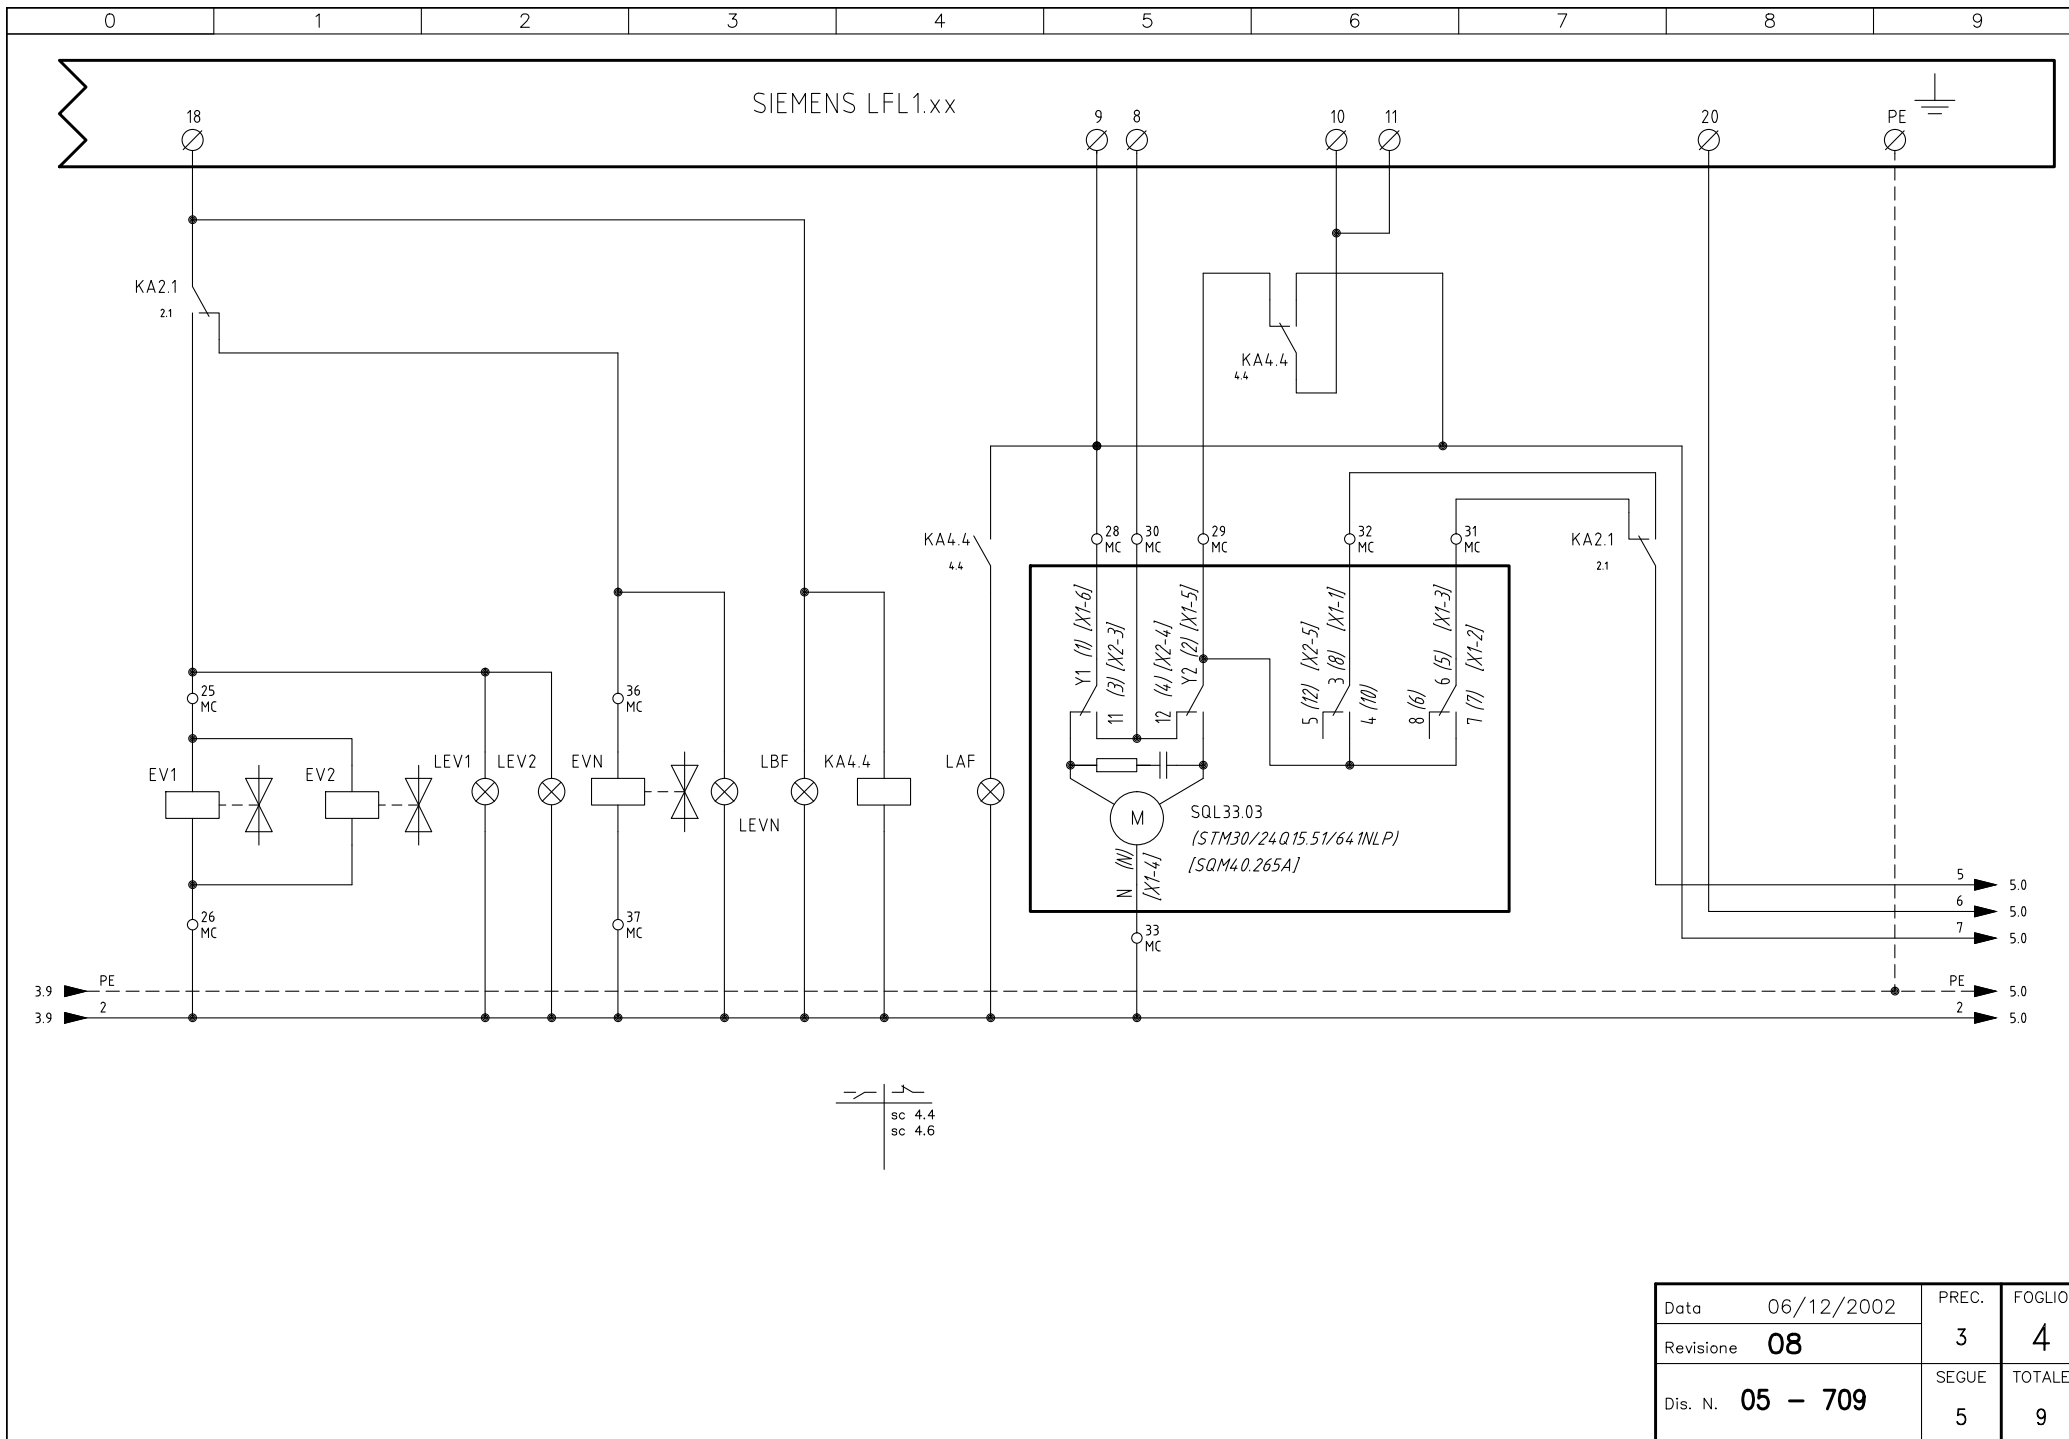 0 1 2 3 4 5 6 7 8 9
SIEMENS LFL1.xx
18 9 8 10 11 20 PE
KA2.1
2.1
KA4.4
4.4
KA4.4
4.4
28
MC
30
MC
29
MC
32
MC
31
MC
KA2.1
2.1
Y1 (1) [X1-6]
11 (3) [X2-3]
12 (4) [X2-4]
Y2 (2) [X1-5]
5 (12) [X2-5]
3 (8) [X1-1]
4 (10)
8 (6)
6 (5) [X1-3]
7 (7) [X1-2]
25
MC
36
MC
EV1
EV2
LEV1
LEV2
EVN
LEVN
LBF
KA4.4
LAF
M
SQL33.03
(STM30/24Q15.51/641NLP)
[SQM40.265A]
N (N)
[X1-4]
26
MC
37
MC
33
MC
5 5.0
6 5.0
7 5.0
3.9 PE PE 5.0
3.9 2 2 5.0
sc 4.4
sc 4.6
Data 06/12/2002
PREC.
3
FOGLIO
4
Revisione 08
Dis. N. 05 - 709
SEGUE
5
TOTALE
9